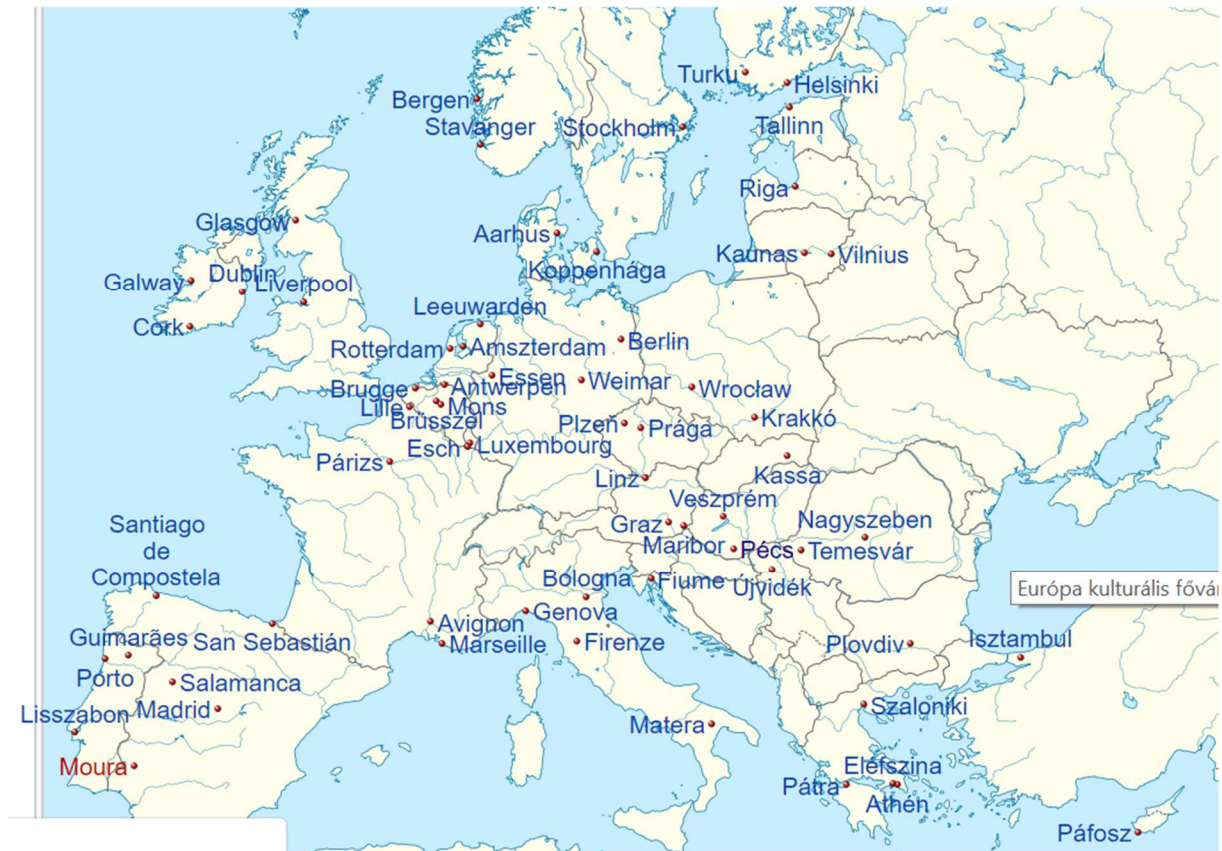 Turku
Helsinki
Bergen
Tallinn
Stavanger
Stockholm
Riga
Glasgow
Aarhus
Kaunas
Vilnius
Koppenhága
Dublin
Galway
Liverpool
Leeuwarden
Cork
Rotterdam
Amszterdam
Berlin
Essen
Weimar
Brugge
Antwerpen
Wrocław
Lille
Mons
Brüsszel
Krakkó
Plzeň
Prága
Esch
Luxembourg
Párizs
Kassa
Linz
Veszprém
Santiago
de
Compostela
Graz
Nagyszeben
Maribor
Pécs
Temesvár
Bologna
Fiume
Újvidék
Európa kulturális fővár
Genova
Avignon
Guimarães
San Sebastián
Marseille
Firenze
Plovdiv
Isztambul
Porto
Salamanca
Lisszabon
Madrid
Szaloniki
Matera
Moura
Elefszina
Pátra
Athén
Páfosz